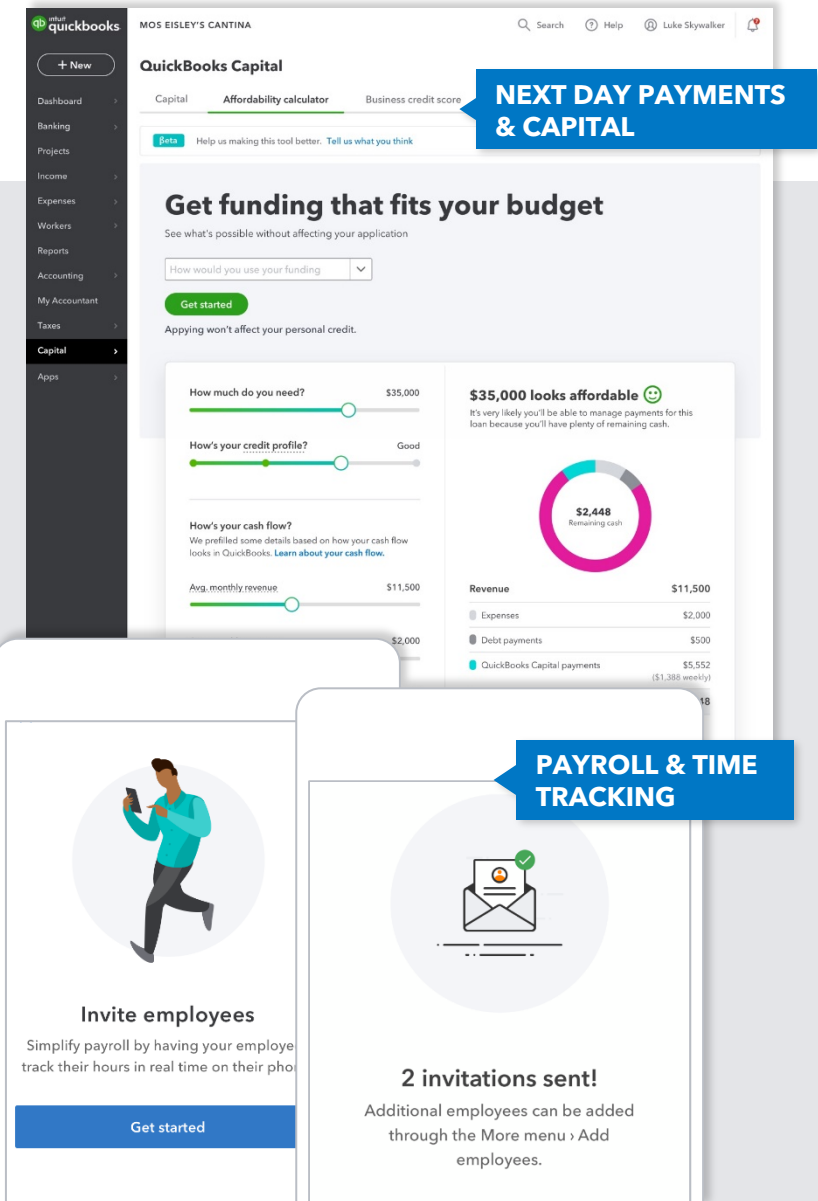 qb intuit quickbooks.
MOS EISLEY'S CANTINA
Search
Help
Luke Skywalker
+ New
QuickBooks Capital
Capital
Affordability calculator
Business credit score
NEXT DAY PAYMENTS
& CAPITAL
βeta
Help us making this tool better. Tell us what you think
Dashboard
Banking
Projects
Income
Expenses
Workers
Reports
Accounting
My Accountant
Taxes
Capital
Apps
Get funding that fits your budget
See what's possible without affecting your application
How would you use your funding
Get started
Appying won't affect your personal credit.
How much do you need? $35,000
How's your credit profile? Good
How's your cash flow?
We prefilled some details based on how your cash flow
looks in QuickBooks. Learn about your cash flow.
Avg. monthly revenue $11,500
$2,000
$35,000 looks affordable
It's very likely you'll be able to manage payments for this
loan because you'll have plenty of remaining cash.
$2,448
Remaining cash
Revenue $11,500
Expenses $2,000
Debt payments $500
QuickBooks Capital payments $5,552
($1,388 weekly)
48
PAYROLL & TIME
TRACKING
Invite employees
Simplify payroll by having your employe
track their hours in real time on their pho
Get started
2 invitations sent!
Additional employees can be added
through the More menu › Add
employees.